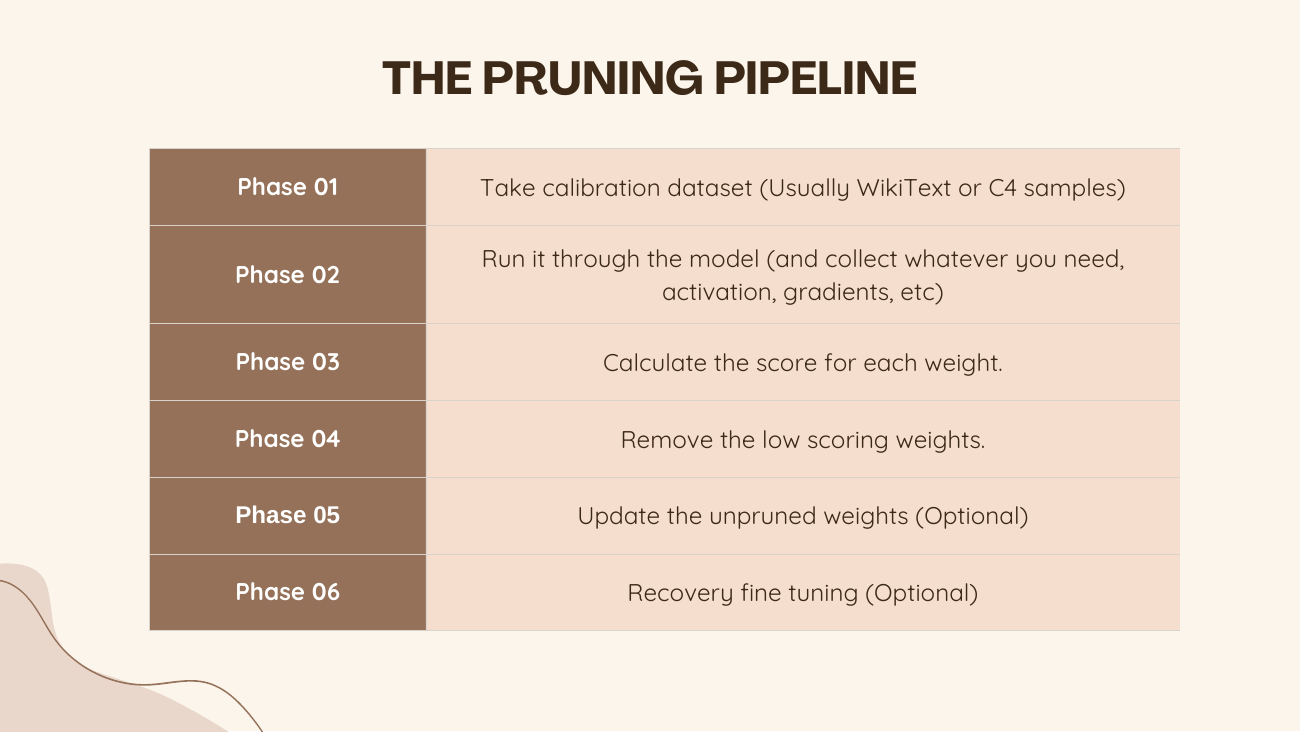 THE PRUNING PIPELINE
Phase 01
Take calibration dataset (Usually WikiText or C4 samples)
Phase 02
Run it through the model (and collect whatever you need,
activation, gradients, etc)
Phase 03
Calculate the score for each weight.
Phase 04
Remove the low scoring weights.
Phase 05
Update the unpruned weights (Optional)
Phase 06
Recovery fine tuning (Optional)